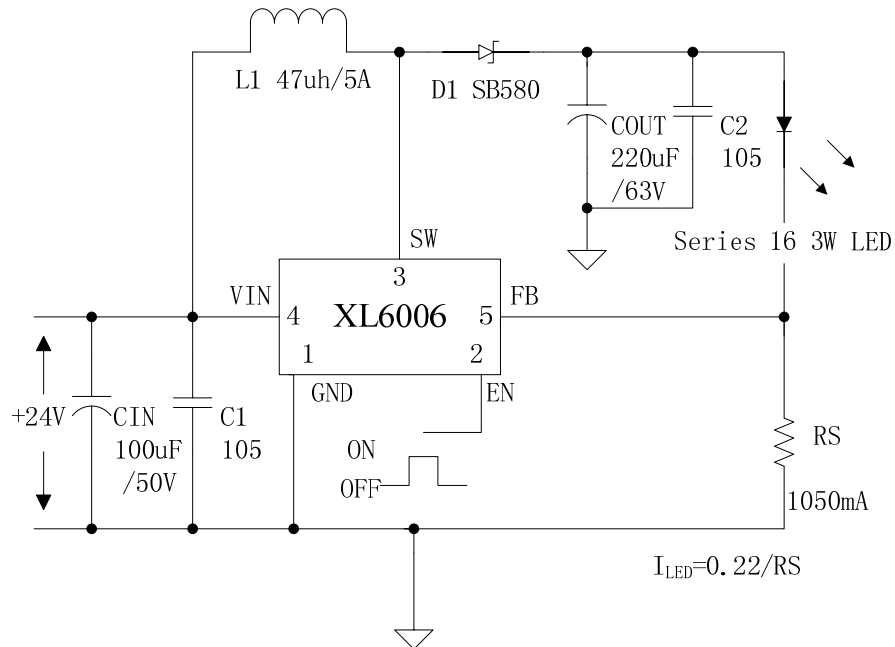 L1 47uh/5A
D1 SB580
COUT
220uF
/63V
C2
105
SW
Series 16 3W LED
3
VIN
FB
4
XL6006
5
1
2
GND
EN
+24V
CIN
100uF
/50V
C1
105
ON
OFF
RS
1050mA
I_LED=0.22/RS